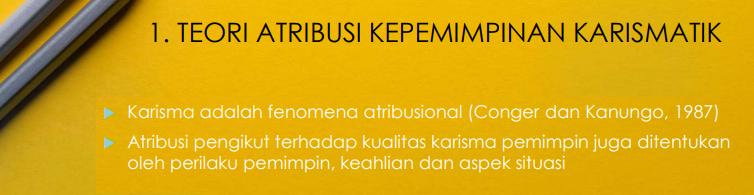 1. TEORI ATRIBUSI KEPEMIMPINAN KARISMATIK
Karisma adalah fenomena atribusional (Conger dan Kanungo, 1987)
Atribusi pengikut terhadap kualitas karisma pemimpin juga ditentukan
oleh perilaku pemimpin, keahlian dan aspek situasi